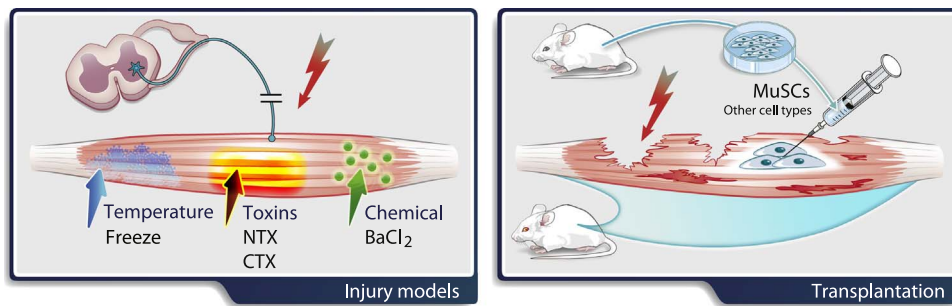 Temperature
Freeze
Toxins
NTX
CTX
Chemical
BaCl₂
Injury models
MuSCs
Other cell types
Transplantation